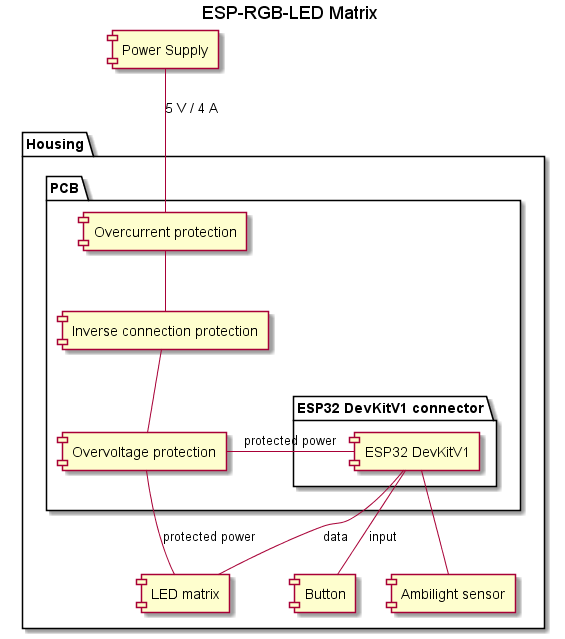 ESP-RGB-LED Matrix
Power Supply
5 V / 4 A
Housing
PCB
Overcurrent protection
Inverse connection protection
ESP32 DevKitV1 connector
Overvoltage protection
protected power
ESP32 DevKitV1
protected power
data
input
LED matrix
Button
Ambilight sensor